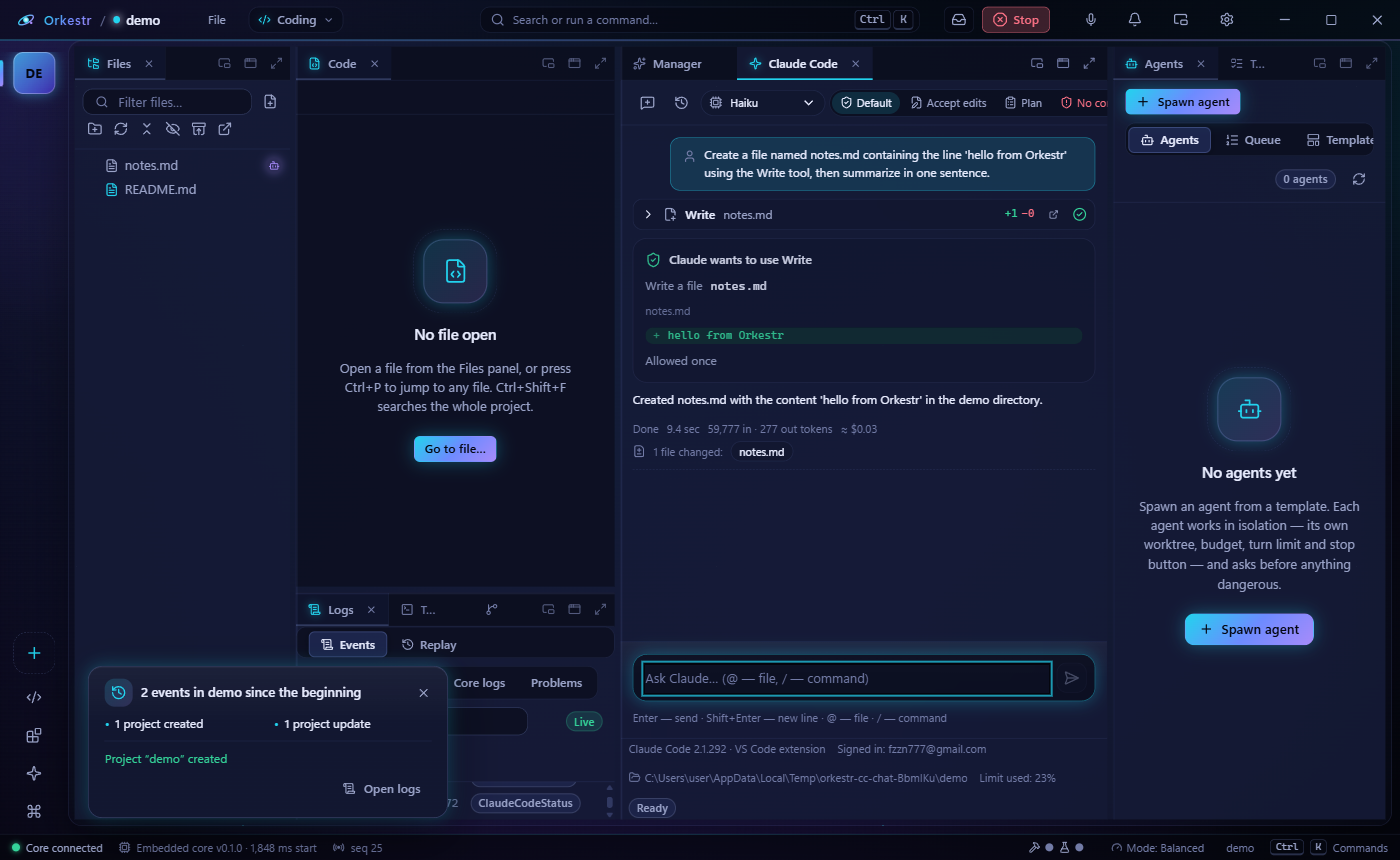 Orkestr / demo File Coding Search or run a command... Ctrl K Stop
DE
Files
Filter files...
notes.md
README.md
Code
No file open
Open a file from the Files panel, or press
Ctrl+P to jump to any file. Ctrl+Shift+F
searches the whole project.
Go to file...
Logs T...
Events Replay
Core logs Problems
Live
72 ClaudeCodeStatus
2 events in demo since the beginning
• 1 project created • 1 project update
Project “demo” created
Open logs
Manager Claude Code
Haiku Default Accept edits Plan No co
Create a file named notes.md containing the line 'hello from Orkestr'
using the Write tool, then summarize in one sentence.
Write notes.md +1 −0
Claude wants to use Write
Write a file notes.md
notes.md
+ hello from Orkestr
Allowed once
Created notes.md with the content 'hello from Orkestr' in the demo directory.
Done 9.4 sec 59,777 in · 277 out tokens ≈ $0.03
1 file changed: notes.md
Ask Claude... (@ — file, / — command)
Enter — send · Shift+Enter — new line · @ — file · / — command
Claude Code 2.1.292 · VS Code extension Signed in: fzzn777@gmail.com
C:\Users\user\AppData\Local\Temp\orkestr-cc-chat-8bmIKu\demo Limit used: 23%
Ready
Agents T...
+ Spawn agent
Agents Queue Template
0 agents
No agents yet
Spawn an agent from a template. Each
agent works in isolation — its own
worktree, budget, turn limit and stop
button — and asks before anything
dangerous.
+ Spawn agent
Core connected Embedded core v0.1.0 · 1,848 ms start seq 25 Mode: Balanced demo Ctrl K Commands